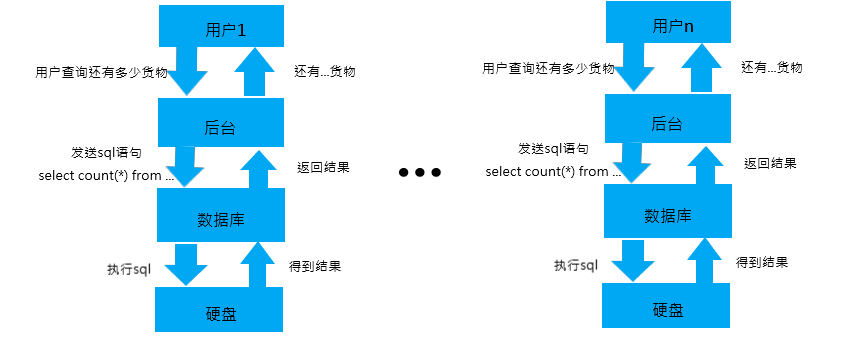 用户1
用户查询还有多少货物
还有...货物
后台
发送sql语句
select count(*) from ...
返回结果
数据库
执行sql
得到结果
硬盘
用户n
用户查询还有多少货物
还有...货物
后台
发送sql语句
select count(*) from ...
返回结果
数据库
执行sql
得到结果
硬盘